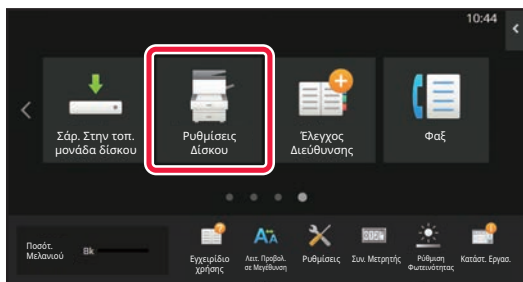 10:44
Σάρ. Στην τοπ.
μονάδα δίσκου
Ρυθμίσεις
Δίσκου
Έλεγχος
Διεύθυνσης
Φαξ
Ποσότ.
Μελανιού
Bk
Εγχειρίδιο
χρήσης
Λειτ. Προβολ.
σε Μεγέθυνση
Ρυθμίσεις
Συν. Μετρητής
Ρύθμιση
Φωτεινότητας
Κατάστ. Εργασ.